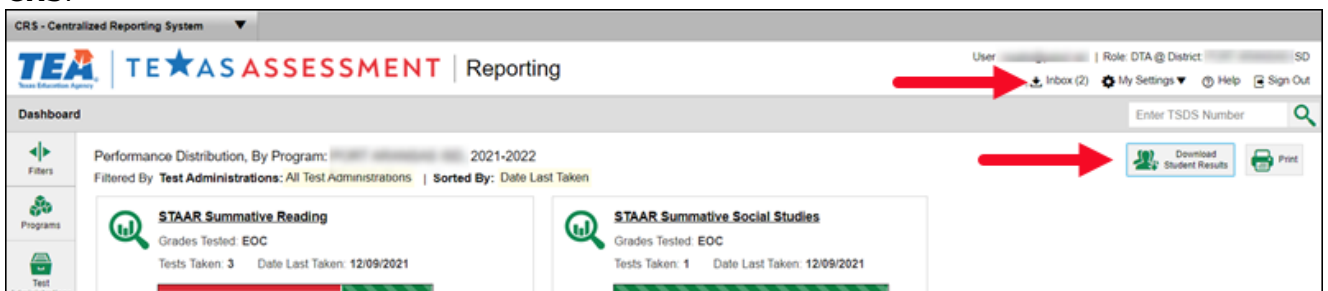 CRS - Centralized Reporting System ▼
TEA
Texas Education Agency
TEXAS ASSESSMENT | Reporting
User | Role: DTA @ District SD
Inbox (2) My Settings ▼ Help Sign Out
Dashboard
Enter TSDS Number
Filters
Performance Distribution, By Program: 2021-2022
Filtered By Test Administrations: All Test Administrations | Sorted By: Date Last Taken
Download
Student Results
Print
Programs
STAAR Summative Reading
Grades Tested: EOC
Tests Taken: 3 Date Last Taken: 12/09/2021
STAAR Summative Social Studies
Grades Tested: EOC
Tests Taken: 1 Date Last Taken: 12/09/2021
Test